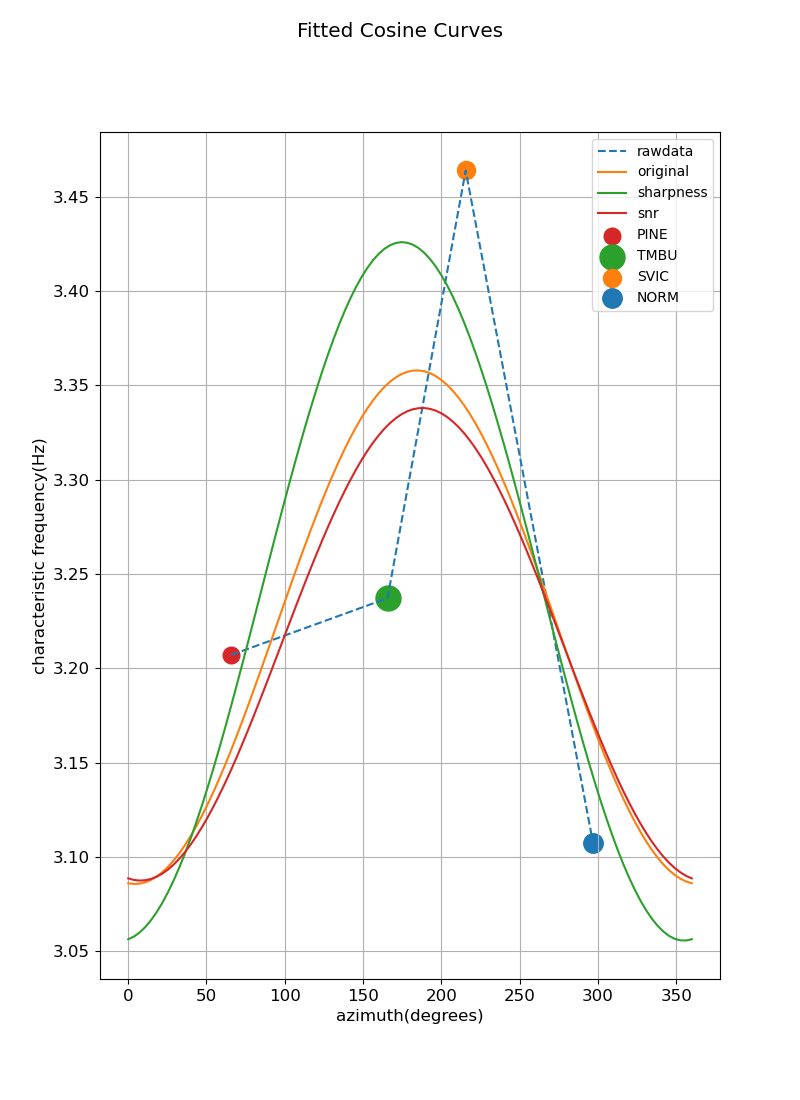 Fitted Cosine Curves
rawdata
original
sharpness
snr
PINE
TMBU
SVIC
NORM
characteristic frequency(Hz)
3.45
3.40
3.35
3.30
3.25
3.20
3.15
3.10
3.05
0 50 100 150 200 250 300 350
azimuth(degrees)